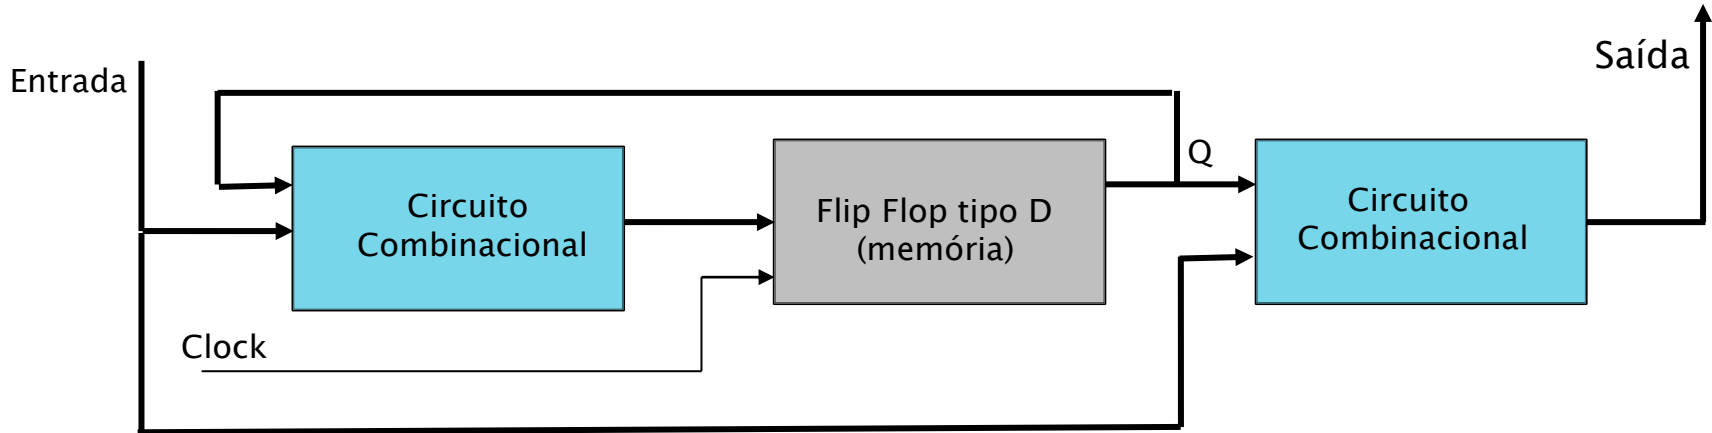 Entrada
Saída
Q
Circuito
Combinacional
Flip Flop tipo D
(memória)
Circuito
Combinacional
Clock